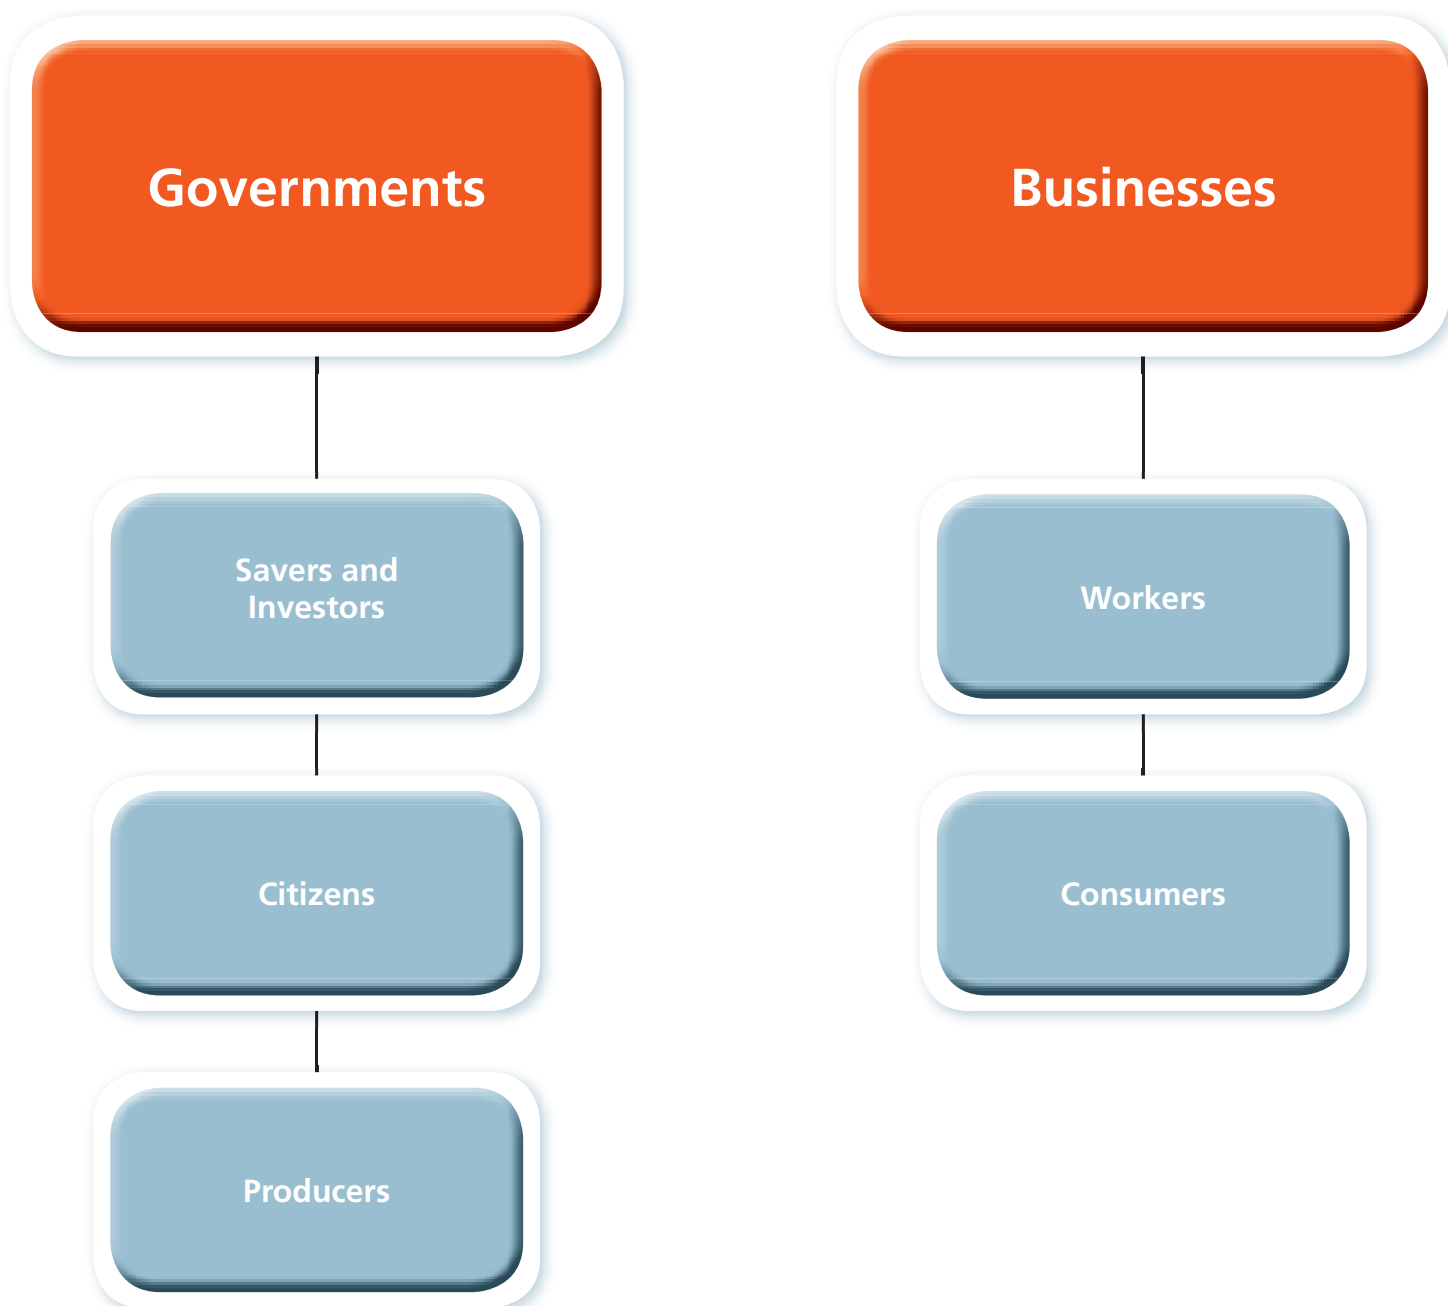 Governments
Savers and
Investors
Citizens
Producers
Businesses
Workers
Consumers